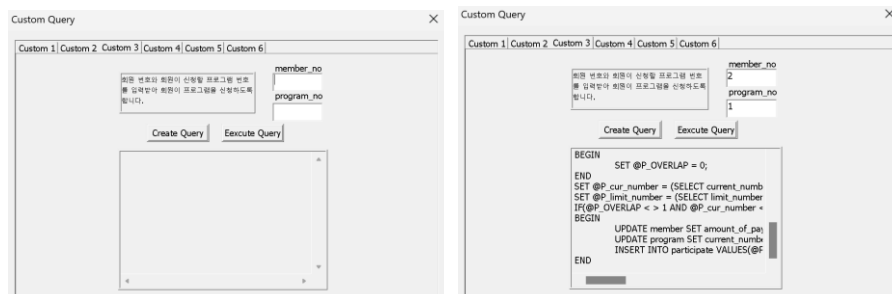 Custom Query
Custom 1 Custom 2 Custom 3 Custom 4 Custom 5 Custom 6
회원 번호와 회원이 신청할 프로그램 번호
를 입력받아 회원이 프로그램을 신청하도록
합니다.
member_no
program_no
Create Query Eexcute Query
Custom Query
Custom 1 Custom 2 Custom 3 Custom 4 Custom 5 Custom 6
회원 번호와 회원이 신청할 프로그램 번호
를 입력받아 회원이 프로그램을 신청하도록
합니다.
member_no
2
program_no
1
Create Query Eexcute Query
BEGIN
SET @P_OVERLAP = 0;
END
SET @P_cur_number = (SELECT current_numb
SET @P_limit_number = (SELECT limit_number
IF(@P_OVERLAP < > 1 AND @P_cur_number <
BEGIN
UPDATE member SET amount_of_pay
UPDATE program SET current_numbe
INSERT INTO participate VALUES(@P
END